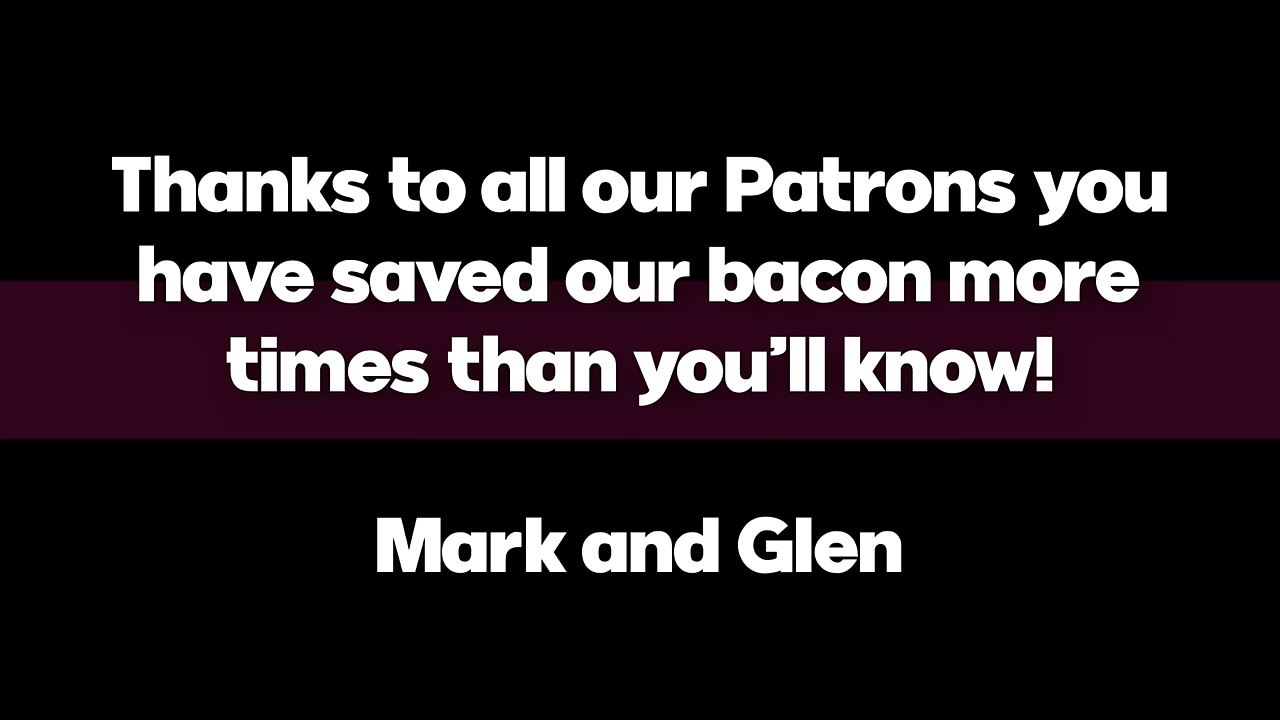 Thanks to all our Patrons you
have saved our bacon more
times than you’ll know!
Mark and Glen